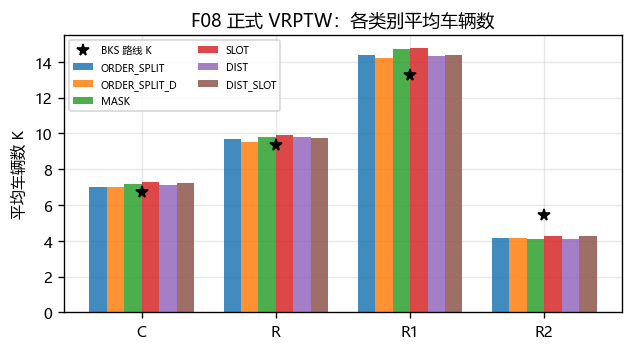 F08 正式 VRPTW：各类别平均车辆数
BKS 路线 K
ORDER_SPLIT
ORDER_SPLIT_D
MASK
SLOT
DIST
DIST_SLOT
平均车辆数 K
14
12
10
8
6
4
2
0
C
R
R1
R2